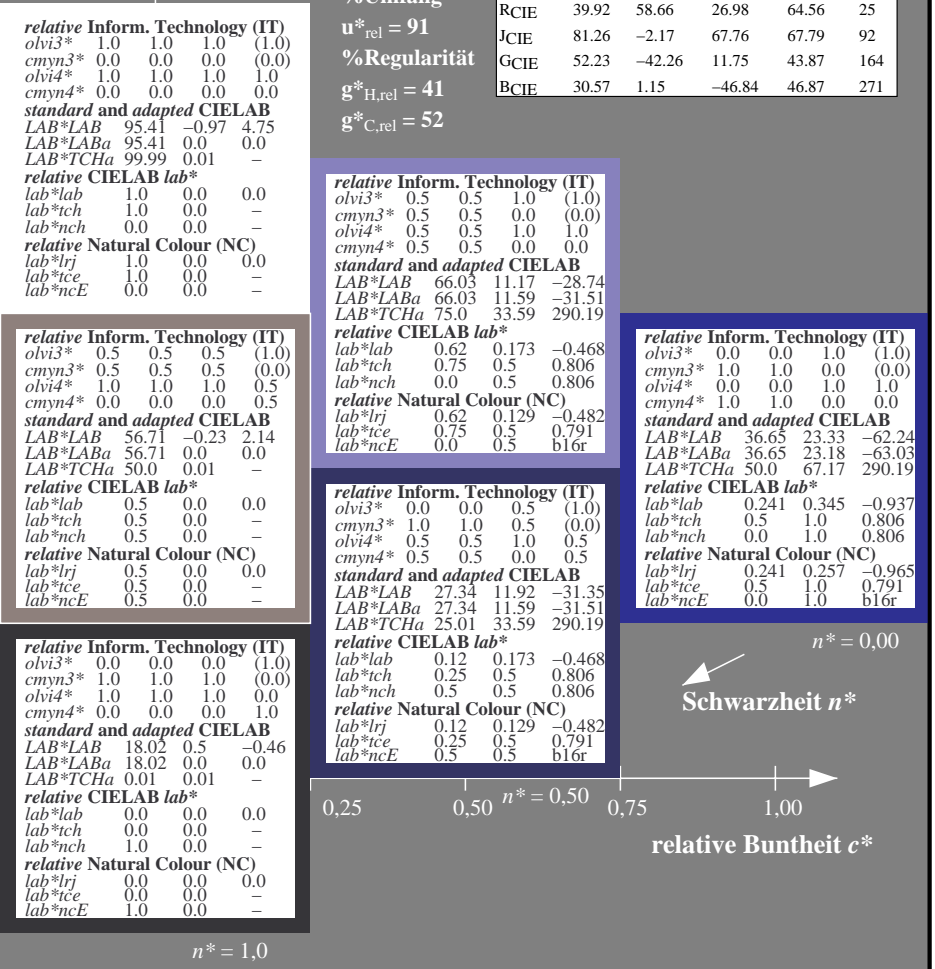 %Umfang
u*rel = 91
%Regularität
g*H,rel = 41
g*C,rel = 52
RCIE 39.92 58.66 26.98 64.56 25
JCIE 81.26 −2.17 67.76 67.79 92
GCIE 52.23 −42.26 11.75 43.87 164
BCIE 30.57 1.15 −46.84 46.87 271
relative Inform. Technology (IT)
olvi3* 1.0 1.0 1.0 (1.0)
cmyn3* 0.0 0.0 0.0 (0.0)
olvi4* 1.0 1.0 1.0 1.0
cmyn4* 0.0 0.0 0.0 0.0
standard and adapted CIELAB
LAB*LAB 95.41 −0.97 4.75
LAB*LABa 95.41 0.0 0.0
LAB*TCHa 99.99 0.01 –
relative CIELAB lab*
lab*lab 1.0 0.0 0.0
lab*tch 1.0 0.0 –
lab*nch 0.0 0.0 –
relative Natural Colour (NC)
lab*lrj 1.0 0.0 0.0
lab*tce 1.0 0.0 –
lab*ncE 0.0 0.0 –
relative Inform. Technology (IT)
olvi3* 0.5 0.5 1.0 (1.0)
cmyn3* 0.5 0.5 0.0 (0.0)
olvi4* 0.5 0.5 1.0 1.0
cmyn4* 0.5 0.5 0.0 0.0
standard and adapted CIELAB
LAB*LAB 66.03 11.17 −28.74
LAB*LABa 66.03 11.59 −31.51
LAB*TCHa 75.0 33.59 290.19
relative CIELAB lab*
lab*lab 0.62 0.173 −0.468
lab*tch 0.75 0.5 0.806
lab*nch 0.0 0.5 0.806
relative Natural Colour (NC)
lab*lrj 0.62 0.129 −0.482
lab*tce 0.75 0.5 0.791
lab*ncE 0.0 0.5 b16r
relative Inform. Technology (IT)
olvi3* 0.5 0.5 0.5 (1.0)
cmyn3* 0.5 0.5 0.5 (0.0)
olvi4* 1.0 1.0 1.0 0.5
cmyn4* 0.0 0.0 0.0 0.5
standard and adapted CIELAB
LAB*LAB 56.71 −0.23 2.14
LAB*LABa 56.71 0.0 0.0
LAB*TCHa 50.0 0.01 –
relative CIELAB lab*
lab*lab 0.5 0.0 0.0
lab*tch 0.5 0.0 –
lab*nch 0.5 0.0 –
relative Natural Colour (NC)
lab*lrj 0.5 0.0 0.0
lab*tce 0.5 0.0 –
lab*ncE 0.5 0.0 –
relative Inform. Technology (IT)
olvi3* 0.0 0.0 1.0 (1.0)
cmyn3* 1.0 1.0 0.0 (0.0)
olvi4* 0.0 0.0 1.0 1.0
cmyn4* 1.0 1.0 0.0 0.0
standard and adapted CIELAB
LAB*LAB 36.65 23.33 −62.24
LAB*LABa 36.65 23.18 −63.03
LAB*TCHa 50.0 67.17 290.19
relative CIELAB lab*
lab*lab 0.241 0.345 −0.937
lab*tch 0.5 1.0 0.806
lab*nch 0.0 1.0 0.806
relative Natural Colour (NC)
lab*lrj 0.241 0.257 −0.965
lab*tce 0.5 1.0 0.791
lab*ncE 0.0 1.0 b16r
relative Inform. Technology (IT)
olvi3* 0.0 0.0 0.5 (1.0)
cmyn3* 1.0 1.0 0.5 (0.0)
olvi4* 0.5 0.5 1.0 0.5
cmyn4* 0.5 0.5 0.0 0.5
standard and adapted CIELAB
LAB*LAB 27.34 11.92 −31.35
LAB*LABa 27.34 11.59 −31.51
LAB*TCHa 25.01 33.59 290.19
relative CIELAB lab*
lab*lab 0.12 0.173 −0.468
lab*tch 0.25 0.5 0.806
lab*nch 0.5 0.5 0.806
relative Natural Colour (NC)
lab*lrj 0.12 0.129 −0.482
lab*tce 0.25 0.5 0.791
lab*ncE 0.5 0.5 b16r
relative Inform. Technology (IT)
olvi3* 0.0 0.0 0.0 (1.0)
cmyn3* 1.0 1.0 1.0 (0.0)
olvi4* 1.0 1.0 1.0 0.0
cmyn4* 0.0 0.0 0.0 1.0
standard and adapted CIELAB
LAB*LAB 18.02 0.5 −0.46
LAB*LABa 18.02 0.0 0.0
LAB*TCHa 0.01 0.01 –
relative CIELAB lab*
lab*lab 0.0 0.0 0.0
lab*tch 0.0 0.0 –
lab*nch 1.0 0.0 –
relative Natural Colour (NC)
lab*lrj 0.0 0.0 0.0
lab*tce 0.0 0.0 –
lab*ncE 1.0 0.0 –
n* = 0,00
Schwarzheit n*
0,25 0,50 n* = 0,50 0,75 1,00
relative Buntheit c*
n* = 1,0